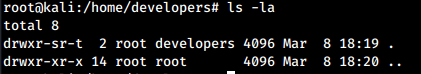 root@kali:/home/developers# ls -la
total 8
drwxr-sr-t  2 root developers 4096 Mar  8 18:19 .
drwxr-xr-x 14 root root       4096 Mar  8 18:20 ..